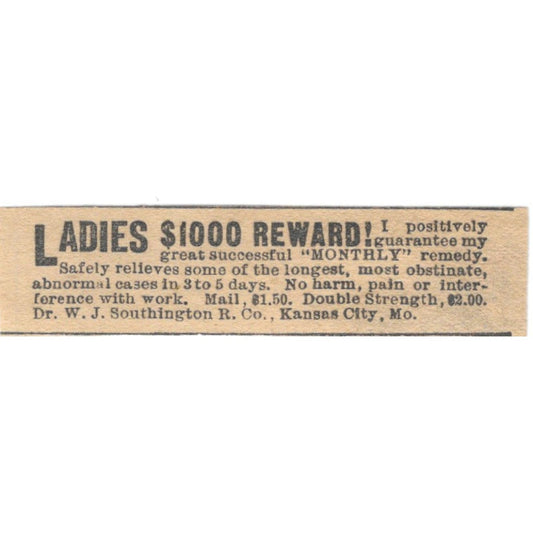 LADIES $1000 REWARD! I positively
guarantee my
great successful "MONTHLY" remedy.
Safely relieves some of the longest, most obstinate,
abnormal cases in 3 to 5 days. No harm, pain or inter-
ference with work. Mail, $1.50. Double Strength, $2.00.
Dr. W. J. Southington R. Co., Kansas City, Mo.